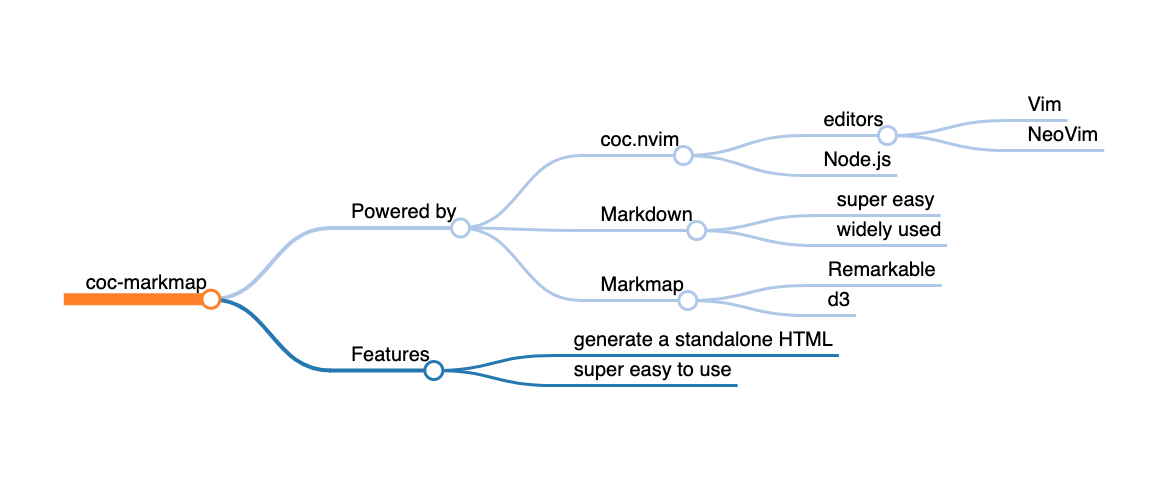 coc-markmap
Powered by
coc.nvim
editors
Vim
NeoVim
Node.js
Markdown
super easy
widely used
Markmap
Remarkable
d3
Features
generate a standalone HTML
super easy to use